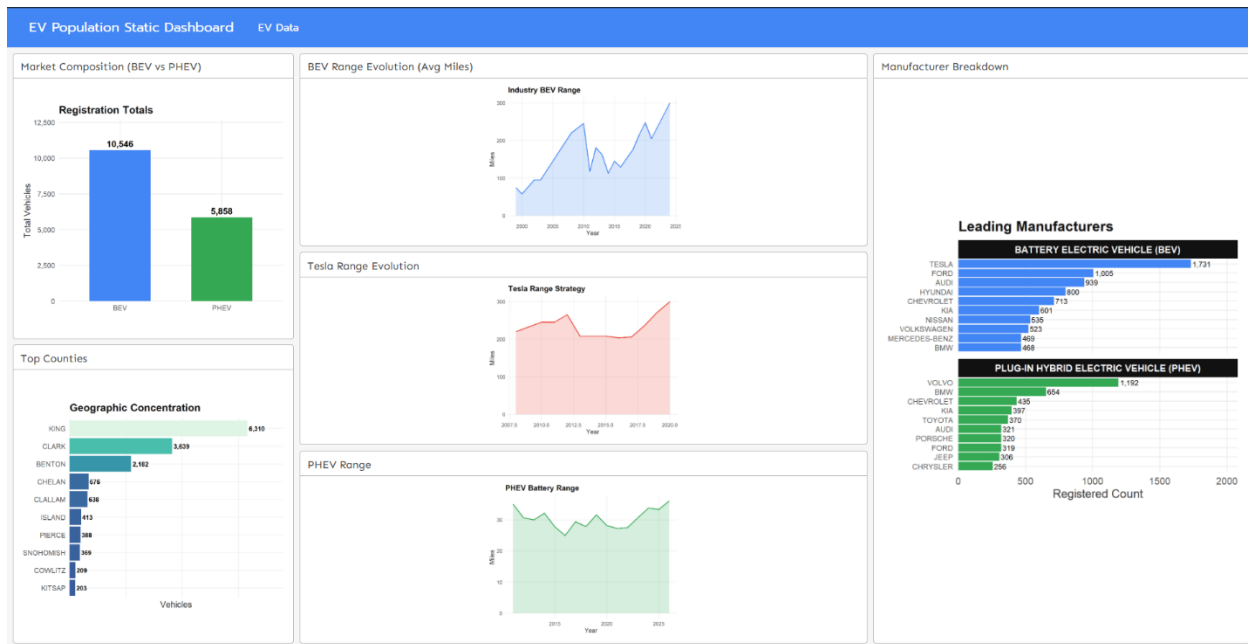 EV Population Static Dashboard EV Data
Market Composition (BEV vs PHEV)
Registration Totals
Total Vehicles
12,500
10,000
7,500
5,000
2,500
0
10,546
5,858
BEV PHEV
Top Counties
Geographic Concentration
KING 6,310
CLARK 3,639
BENTON 2,182
CHELAN 676
CLALLAM 638
ISLAND 413
PIERCE 388
SNOHOMISH 369
COWLITZ 209
KITSAP 203
Vehicles
BEV Range Evolution (Avg Miles)
Industry BEV Range
Miles
300
200
100
0
2000 2005 2010 2015 2020 2025
Year
Tesla Range Evolution
Tesla Range Strategy
Miles
300
200
100
0
2007.5 2010.0 2012.5 2015.0 2017.5 2020.0
Year
PHEV Range
PHEV Battery Range
Miles
30
20
10
0
2015 2020 2025
Year
Manufacturer Breakdown
Leading Manufacturers
BATTERY ELECTRIC VEHICLE (BEV)
TESLA 1,731
FORD 1,005
AUDI 939
HYUNDAI 800
CHEVROLET 713
KIA 601
NISSAN 535
VOLKSWAGEN 523
MERCEDES-BENZ 469
BMW 468
PLUG-IN HYBRID ELECTRIC VEHICLE (PHEV)
VOLVO 1,192
BMW 654
CHEVROLET 435
KIA 397
TOYOTA 370
AUDI 321
PORSCHE 320
FORD 319
JEEP 306
CHRYSLER 256
0 500 1000 1500 2000
Registered Count